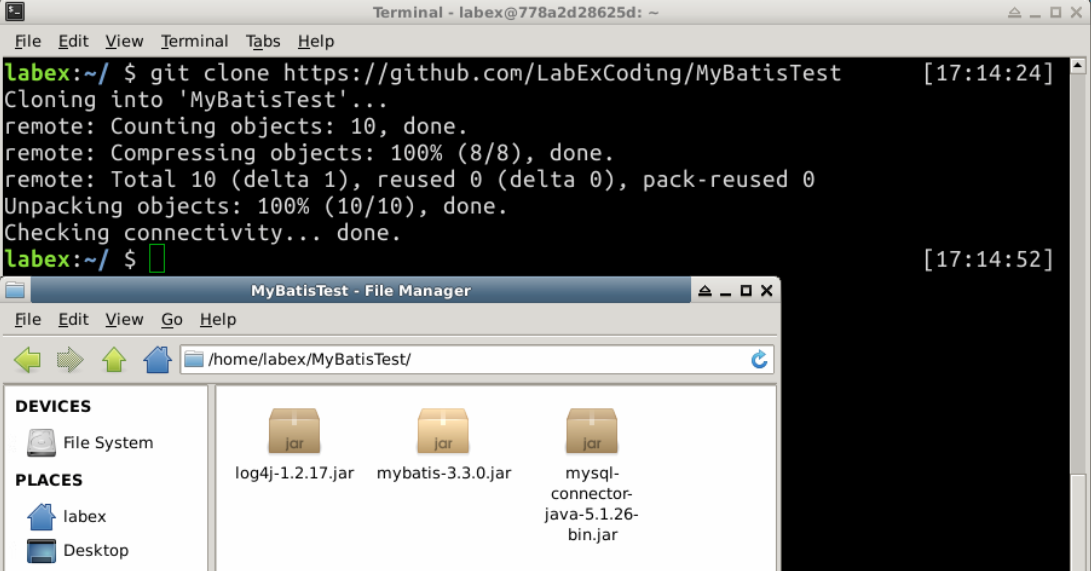 Terminal - labex@778a2d28625d: ~
File Edit View Terminal Tabs Help
labex:~/ $ git clone https://github.com/LabExCoding/MyBatisTest [17:14:24]
Cloning into 'MyBatisTest'...
remote: Counting objects: 10, done.
remote: Compressing objects: 100% (8/8), done.
remote: Total 10 (delta 1), reused 0 (delta 0), pack-reused 0
Unpacking objects: 100% (10/10), done.
Checking connectivity... done.
labex:~/ $ [17:14:52]
MyBatisTest - File Manager
File Edit View Go Help
/home/labex/MyBatisTest/
DEVICES
File System
PLACES
labex
Desktop
jar jar jar
log4j-1.2.17.jar mybatis-3.3.0.jar mysql-
connector-
java-5.1.26-
bin.jar